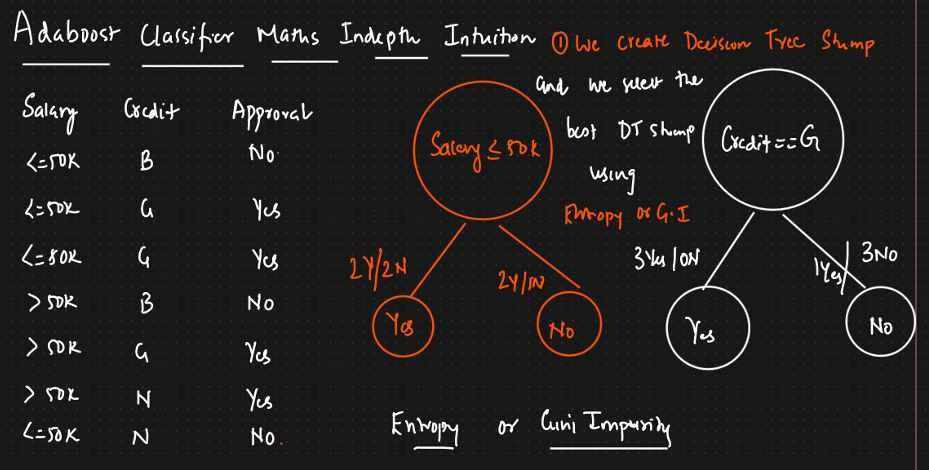 Adaboost Classifier Maths Indepth Intuition
① We Create Decision Tree Stump
and we select the
best DT stump
using
Entropy or G.I
Salary Credit Approval
<=50K B No
<=50K G Yes
<=50K G Yes
>50K B No
>50K G Yes
>50K N Yes
<=50K N No.
Salary ≤ 50K
2Y/2N
2Y/1N
Yes
No
Credit==G
3Yes/0N
1Yes/3NO
Yes
No
Entropy or Gini Impurity